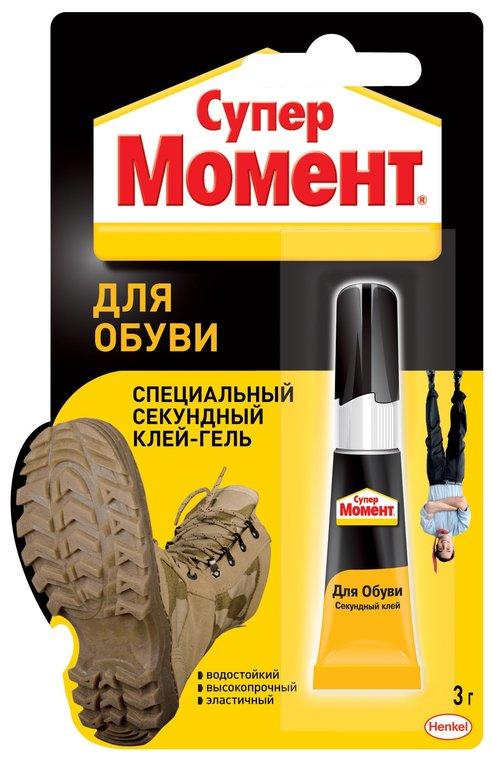 Супер
Момент®
ДЛЯ
ОБУВИ
СПЕЦИАЛЬНЫЙ
СЕКУНДНЫЙ
КЛЕЙ-ГЕЛЬ
Супер
Момент
Для Обуви
Секундный клей
водостойкий
высокопрочный
эластичный
3 г
Henkel